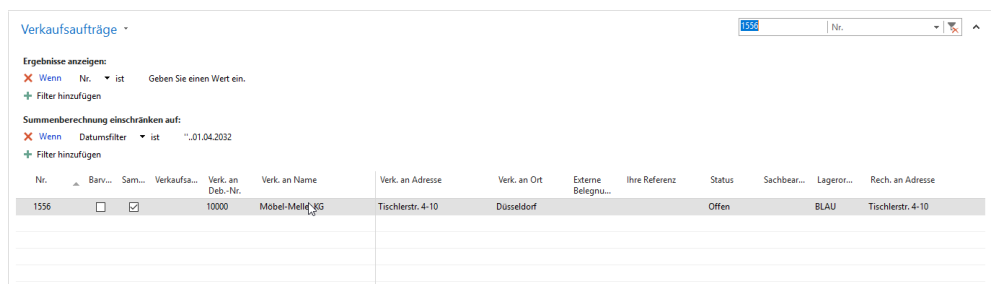 Verkaufsaufträge
1556 Nr.
Ergebnisse anzeigen:
Wenn Nr. ist Geben Sie einen Wert ein.
Filter hinzufügen
Summenberechnung einschränken auf:
Wenn Datumsfilter ist ''..01.04.2032
Filter hinzufügen
Nr. Barv... Sam... Verkaufsa... Verk. an Verk. an Name Verk. an Adresse Verk. an Ort Externe Ihre Referenz Status Sachbear... Lageror... Rech. an Adresse
Deb.-Nr. Belegnu...
1556 10000 Möbel-Meller KG Tischlerstr. 4-10 Düsseldorf Offen BLAU Tischlerstr. 4-10